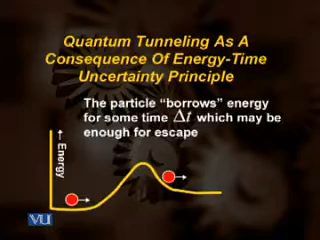 Quantum Tunneling As A
Consequence Of Energy-Time
Uncertainty Principle
The particle “borrows” energy
for some time Δt which may be
enough for escape
← Energy
VU